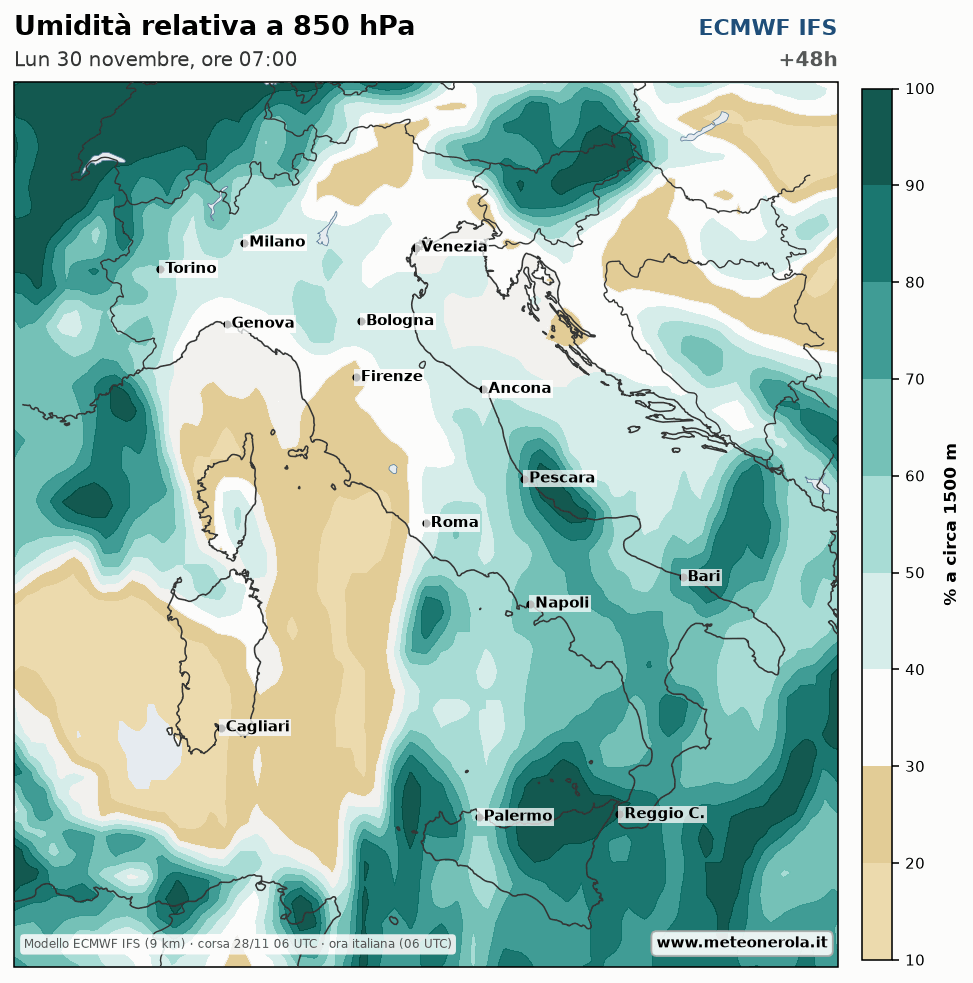 Umidità relativa a 850 hPa
ECMWF IFS
Lun 30 novembre, ore 07:00
+48h
Milano
Venezia
Torino
Genova
Bologna
Firenze
Ancona
Pescara
Roma
Bari
Napoli
Cagliari
Palermo
Reggio C.
Modello ECMWF IFS (9 km) · corsa 28/11 06 UTC · ora italiana (06 UTC)
www.meteonerola.it
100
90
80
70
60
50
40
30
20
10
% a circa 1500 m